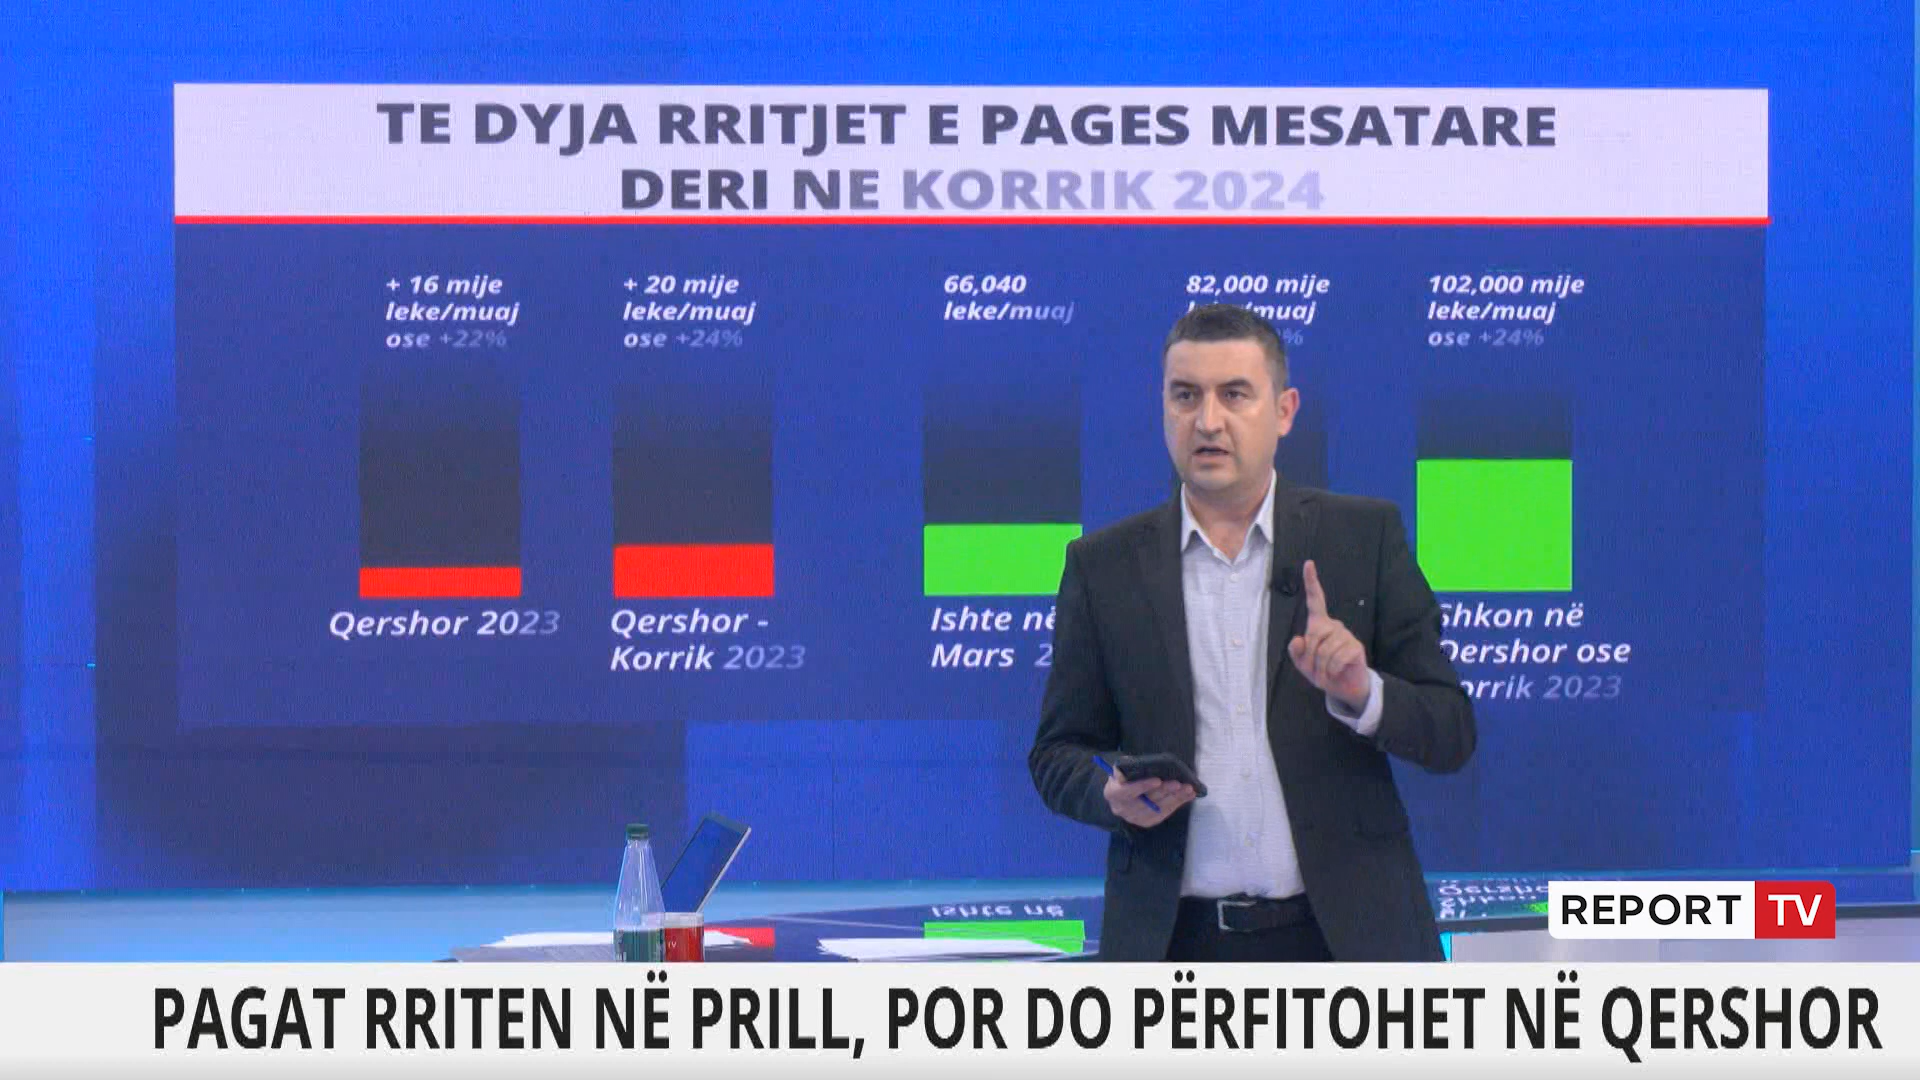 TE DYJA RRITJET E PAGES MESATARE
DERI NE KORRIK 2024
+ 16 mije
leke/muaj
ose +22%
+ 20 mije
leke/muaj
ose +24%
66,040
leke/muaj
82,000 mije
102,000 mije
leke/muaj
ose +24%
Qershor 2023
Qershor -
Korrik 2023
Ishte në
Mars
Shkon në
Qershor ose
Korrik 2023
REPORT TV
PAGAT RRITEN NË PRILL, POR DO PËRFITOHET NË QERSHOR